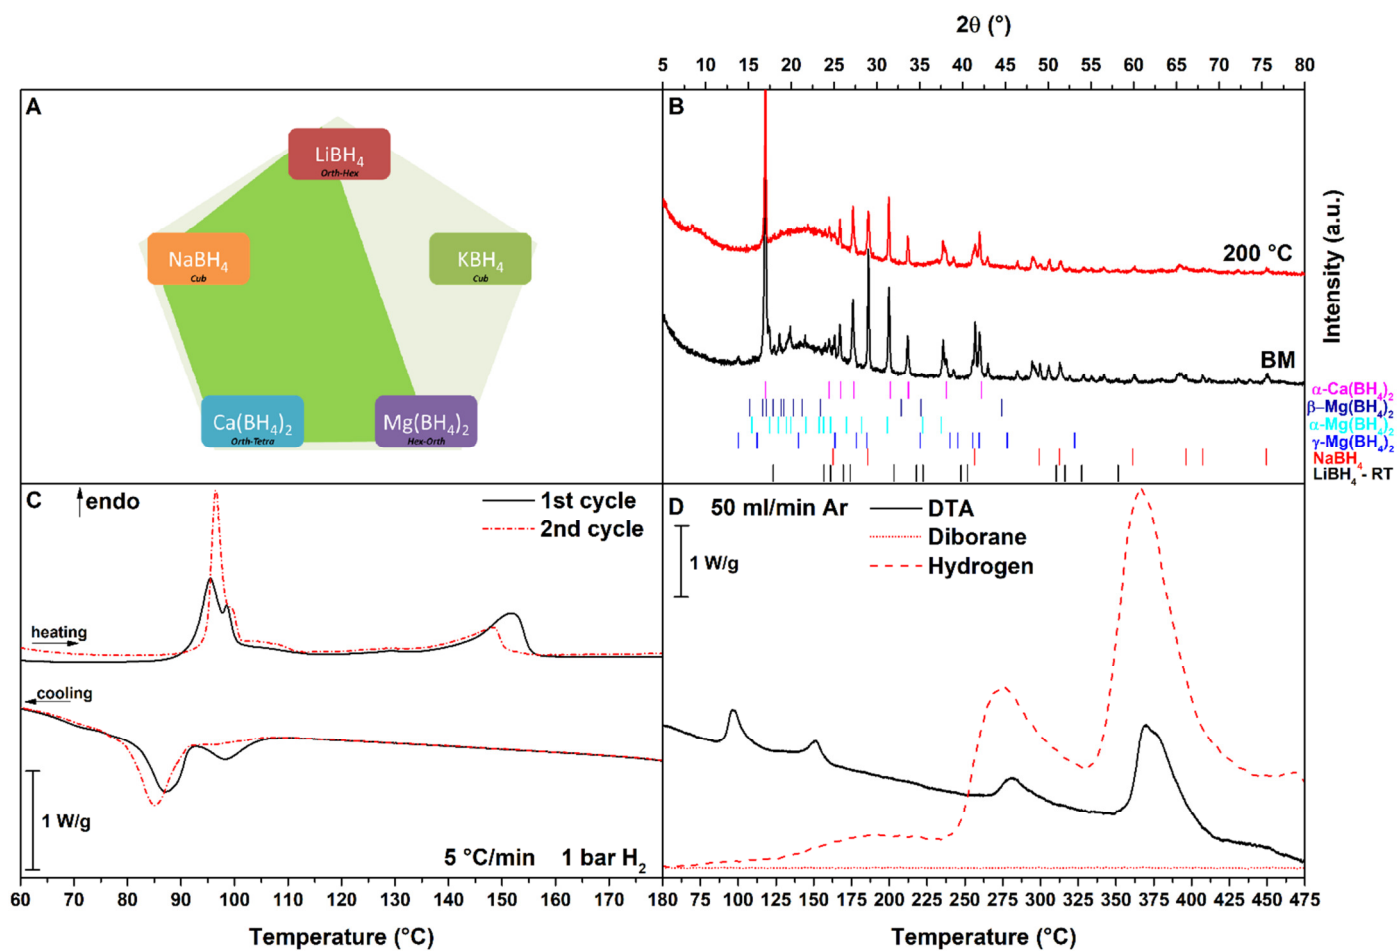 2θ (°)
5 10 15 20 25 30 35 40 45 50 55 60 65 70 75 80
A
LiBH4
Orth-Hex
NaBH4
Cub
KBH4
Cub
Ca(BH4)2
Orth-Tetra
Mg(BH4)2
Hex-Orth
B
200 °C
BM
Intensity (a.u.)
α-Ca(BH4)2
β–Mg(BH4)2
α-Mg(BH4)2
γ-Mg(BH4)2
NaBH4
LiBH4 - RT
C
endo
1st cycle
2nd cycle
heating
cooling
1 W/g
5 °C/min 1 bar H2
60 70 80 90 100 110 120 130 140 150 160 170 180
Temperature (°C)
D
50 ml/min Ar
DTA
Diborane
Hydrogen
1 W/g
75 100 125 150 175 200 225 250 275 300 325 350 375 400 425 450 475
Temperature (°C)